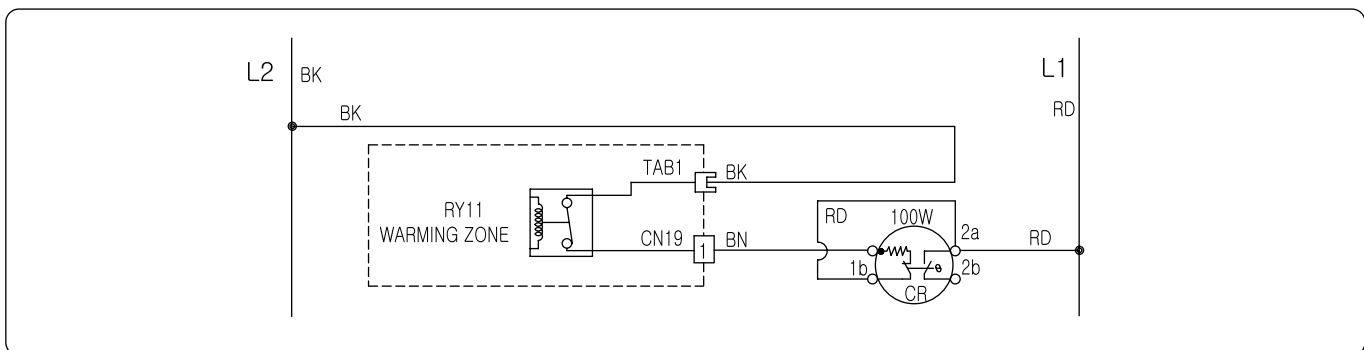 L2
BK
L1
RD
BK
TAB1
BK
RY11
WARMING ZONE
RD
100W
2a
RD
CN19
1
BN
1b
2b
CR